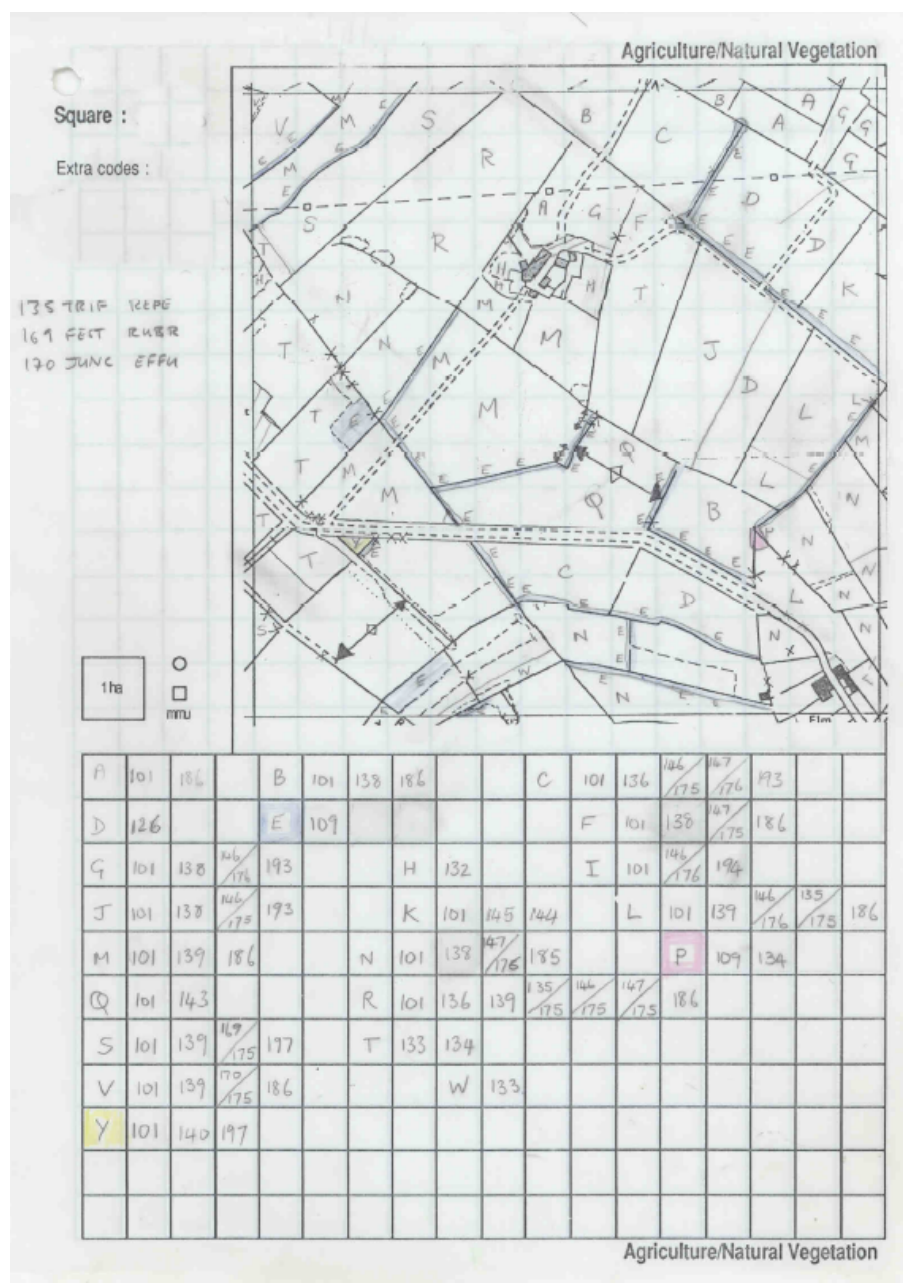 Agriculture/Natural Vegetation
Square :
Extra codes :
135 TRIF REPE
169 FEST RUBR
170 JUNC EFFU
V M S B C B A A G G
M R G
S R A G F D D
H H H T K
N M M J
T N M D
T E M Q L
T M M Q B L M N
T C D L N
S N E N
E W N
1 ha
mmu
Elm
A 101 186 B 101 138 186 C 101 136 146/175 147/176 193
D 126 E 109 F 101 138 147/175 186
G 101 138 146/176 193 H 132 I 101 146/176 194
J 101 138 146/175 193 K 101 145 144 L 101 139 146/176 135/175 186
M 101 139 186 N 101 138 147/176 185 P 109 134
Q 101 143 R 101 136 139 135/175 146/175 147/175 186
S 101 139 169/175 197 T 133 134
V 101 139 170/175 186 W 133
Y 101 140 197
Agriculture/Natural Vegetation